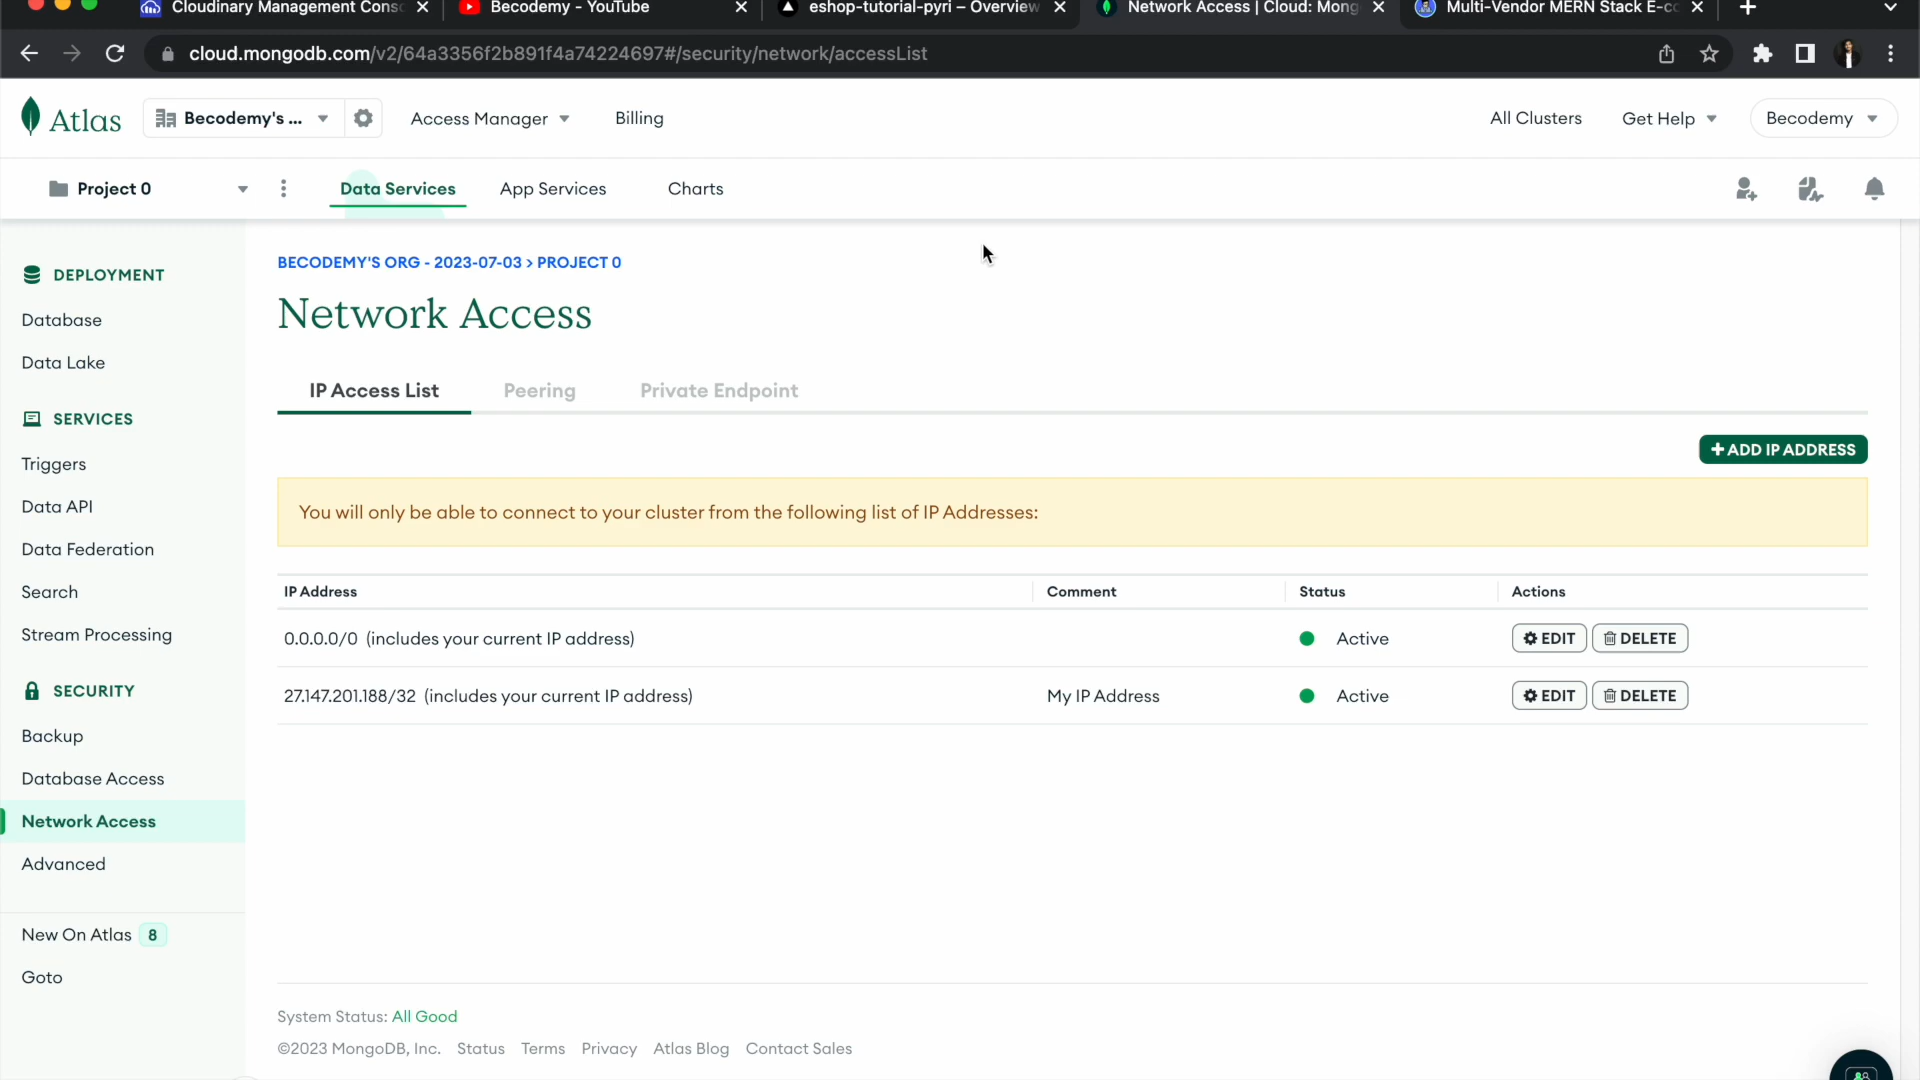 Cloudinary Management Cons
Becodemy - YouTube
eshop-tutorial-pyri – Overview
Network Access | Cloud: Mong
Multi-Vendor MERN Stack E-co
cloud.mongodb.com/v2/64a3356f2b891f4a74224697#/security/network/accessList
Atlas
Becodemy's ...
Access Manager
Billing
All Clusters
Get Help
Becodemy
Project 0
Data Services
App Services
Charts
DEPLOYMENT
Database
Data Lake
SERVICES
Triggers
Data API
Data Federation
Search
Stream Processing
SECURITY
Backup
Database Access
Network Access
Advanced
New On Atlas 8
Goto
BECODEMY'S ORG - 2023-07-03 > PROJECT 0
Network Access
IP Access List
Peering
Private Endpoint
+ ADD IP ADDRESS
You will only be able to connect to your cluster from the following list of IP Addresses:
IP Address Comment Status Actions
0.0.0.0/0 (includes your current IP address) Active EDIT DELETE
27.147.201.188/32 (includes your current IP address) My IP Address Active EDIT DELETE
System Status: All Good
©2023 MongoDB, Inc. Status Terms Privacy Atlas Blog Contact Sales